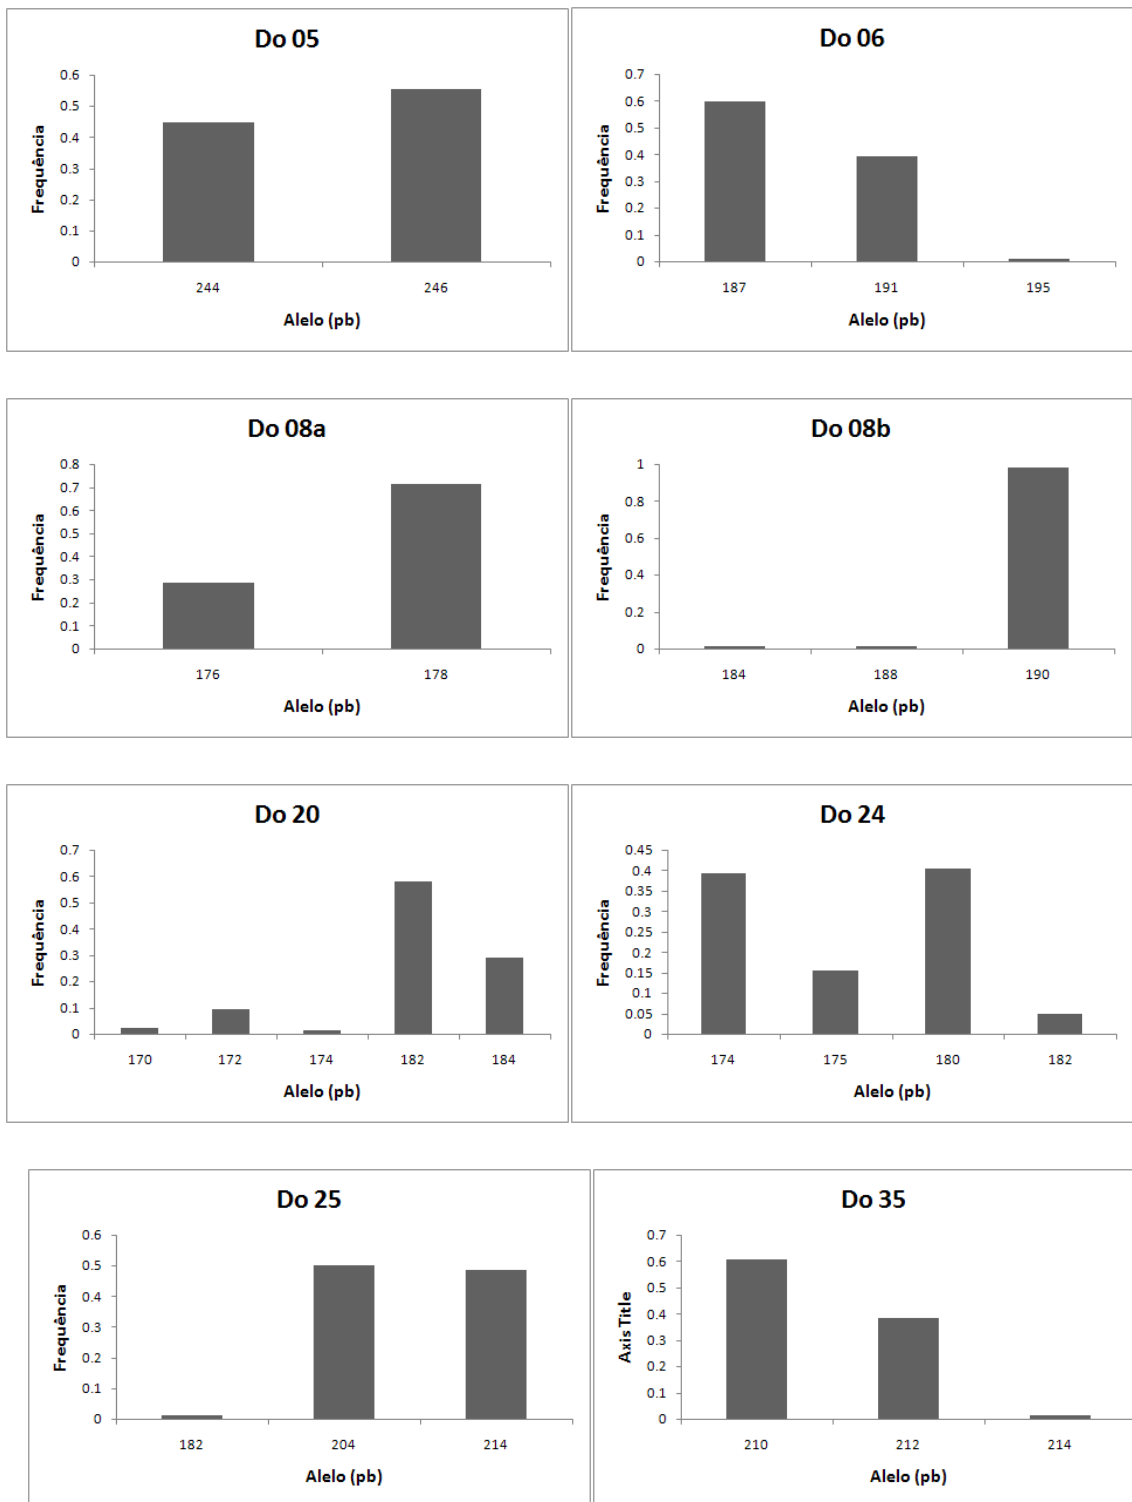 Do 05
Frequência
0.6
0.5
0.4
0.3
0.2
0.1
0
244 246
Alelo (pb)
Do 06
Frequência
0.7
0.6
0.5
0.4
0.3
0.2
0.1
0
187 191 195
Alelo (pb)
Do 08a
Frequência
0.8
0.7
0.6
0.5
0.4
0.3
0.2
0.1
0
176 178
Alelo (pb)
Do 08b
Frequência
1
0.8
0.6
0.4
0.2
0
184 188 190
Alelo (pb)
Do 20
Frequência
0.7
0.6
0.5
0.4
0.3
0.2
0.1
0
170 172 174 182 184
Alelo (pb)
Do 24
Frequência
0.45
0.4
0.35
0.3
0.25
0.2
0.15
0.1
0.05
0
174 175 180 182
Alelo (pb)
Do 25
Frequência
0.6
0.5
0.4
0.3
0.2
0.1
0
182 204 214
Alelo (pb)
Do 35
Axis Title
0.7
0.6
0.5
0.4
0.3
0.2
0.1
0
210 212 214
Alelo (pb)